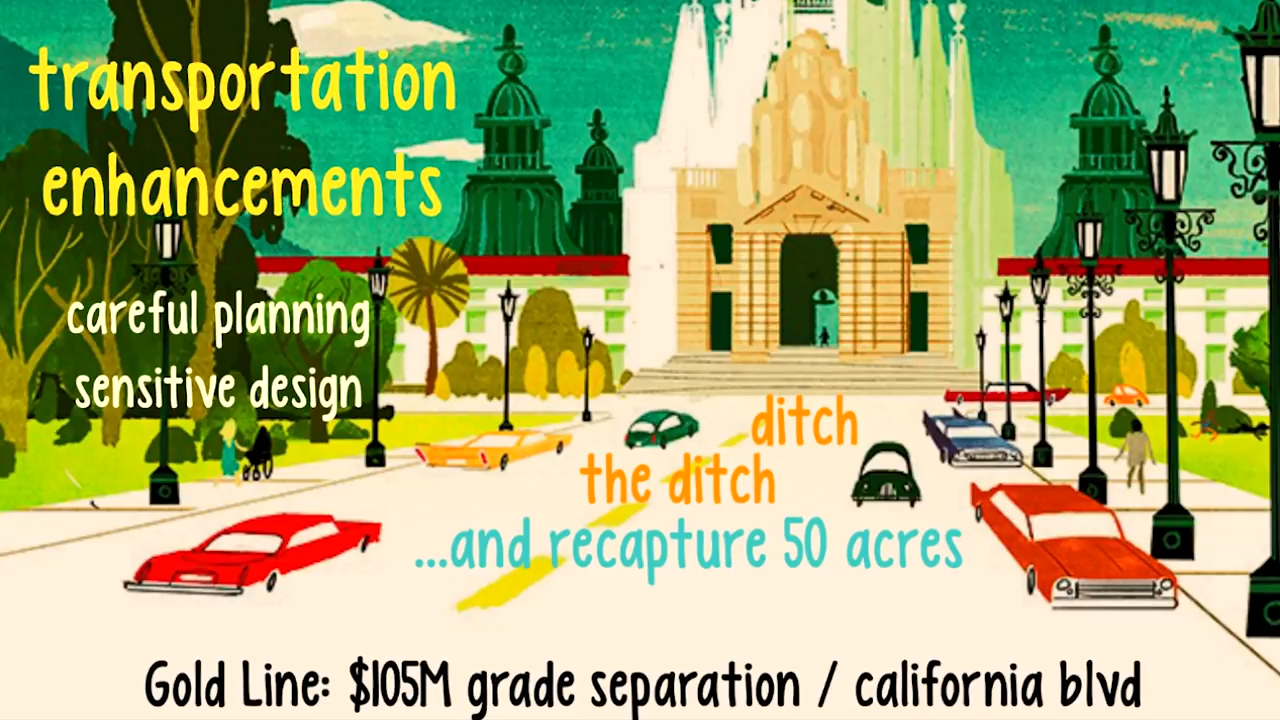 transportation
enhancements
careful planning
sensitive design
ditch
the ditch
...and recapture 50 acres
Gold Line: $105M grade separation / california blvd